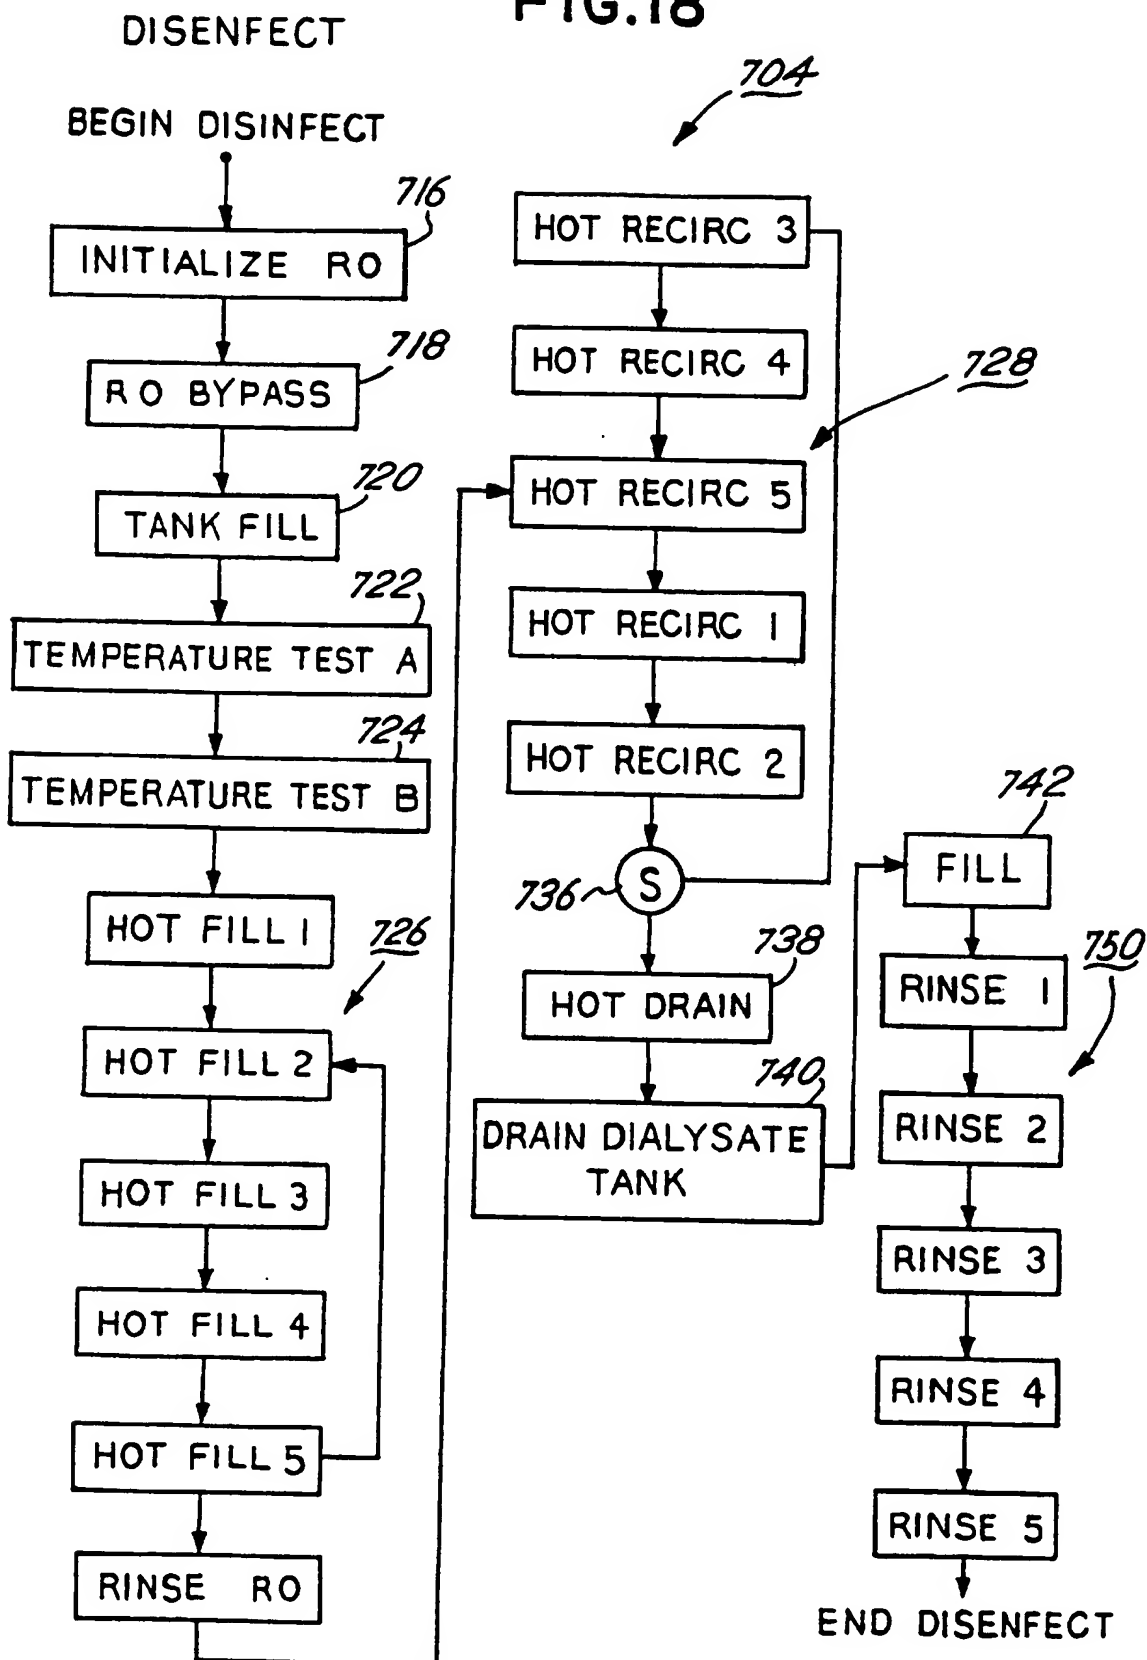 FIG.18
DISENFECT
BEGIN DISINFECT
716
INITIALIZE RO
718
RO BYPASS
720
TANK FILL
722
TEMPERATURE TEST A
724
TEMPERATURE TEST B
HOT FILL 1
726
HOT FILL 2
HOT FILL 3
HOT FILL 4
HOT FILL 5
RINSE RO
704
HOT RECIRC 3
HOT RECIRC 4
728
HOT RECIRC 5
HOT RECIRC 1
HOT RECIRC 2
736
S
738
HOT DRAIN
740
DRAIN DIALYSATE
TANK
742
FILL
RINSE 1
750
RINSE 2
RINSE 3
RINSE 4
RINSE 5
END DISENFECT